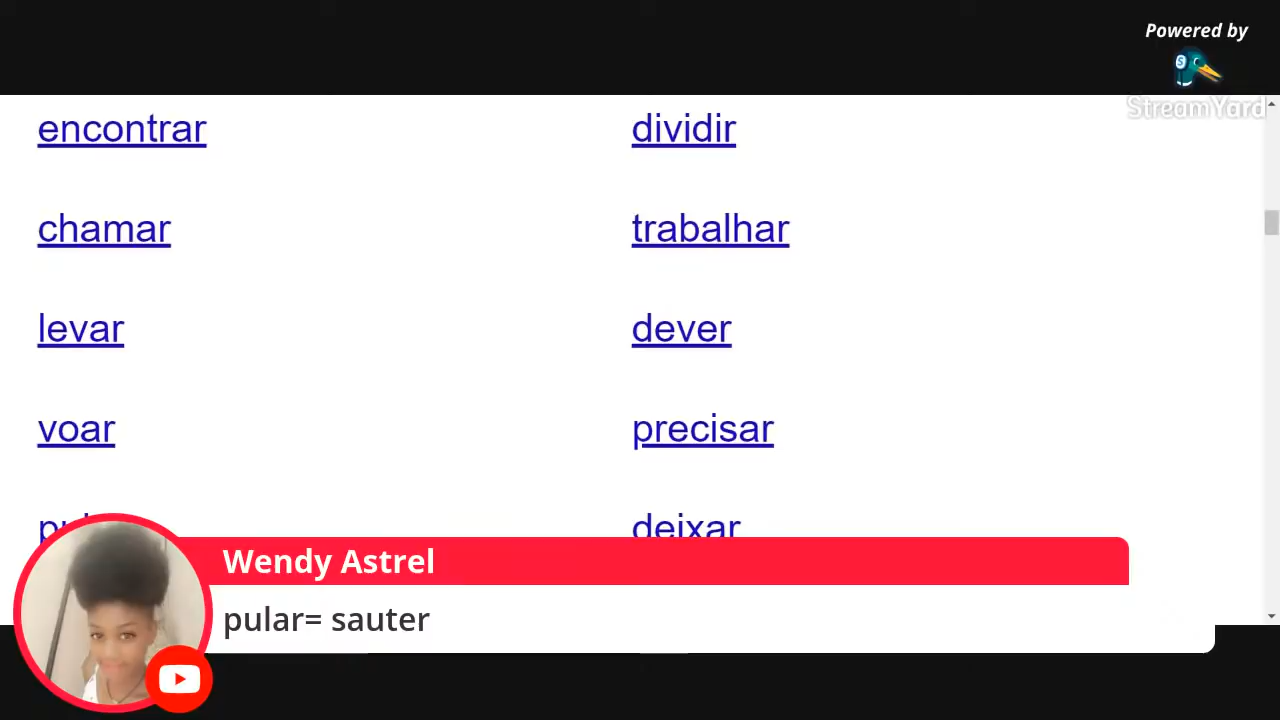 Powered by
StreamYard
encontrar
dividir
chamar
trabalhar
levar
dever
voar
precisar
deixar
Wendy Astrel
pular= sauter